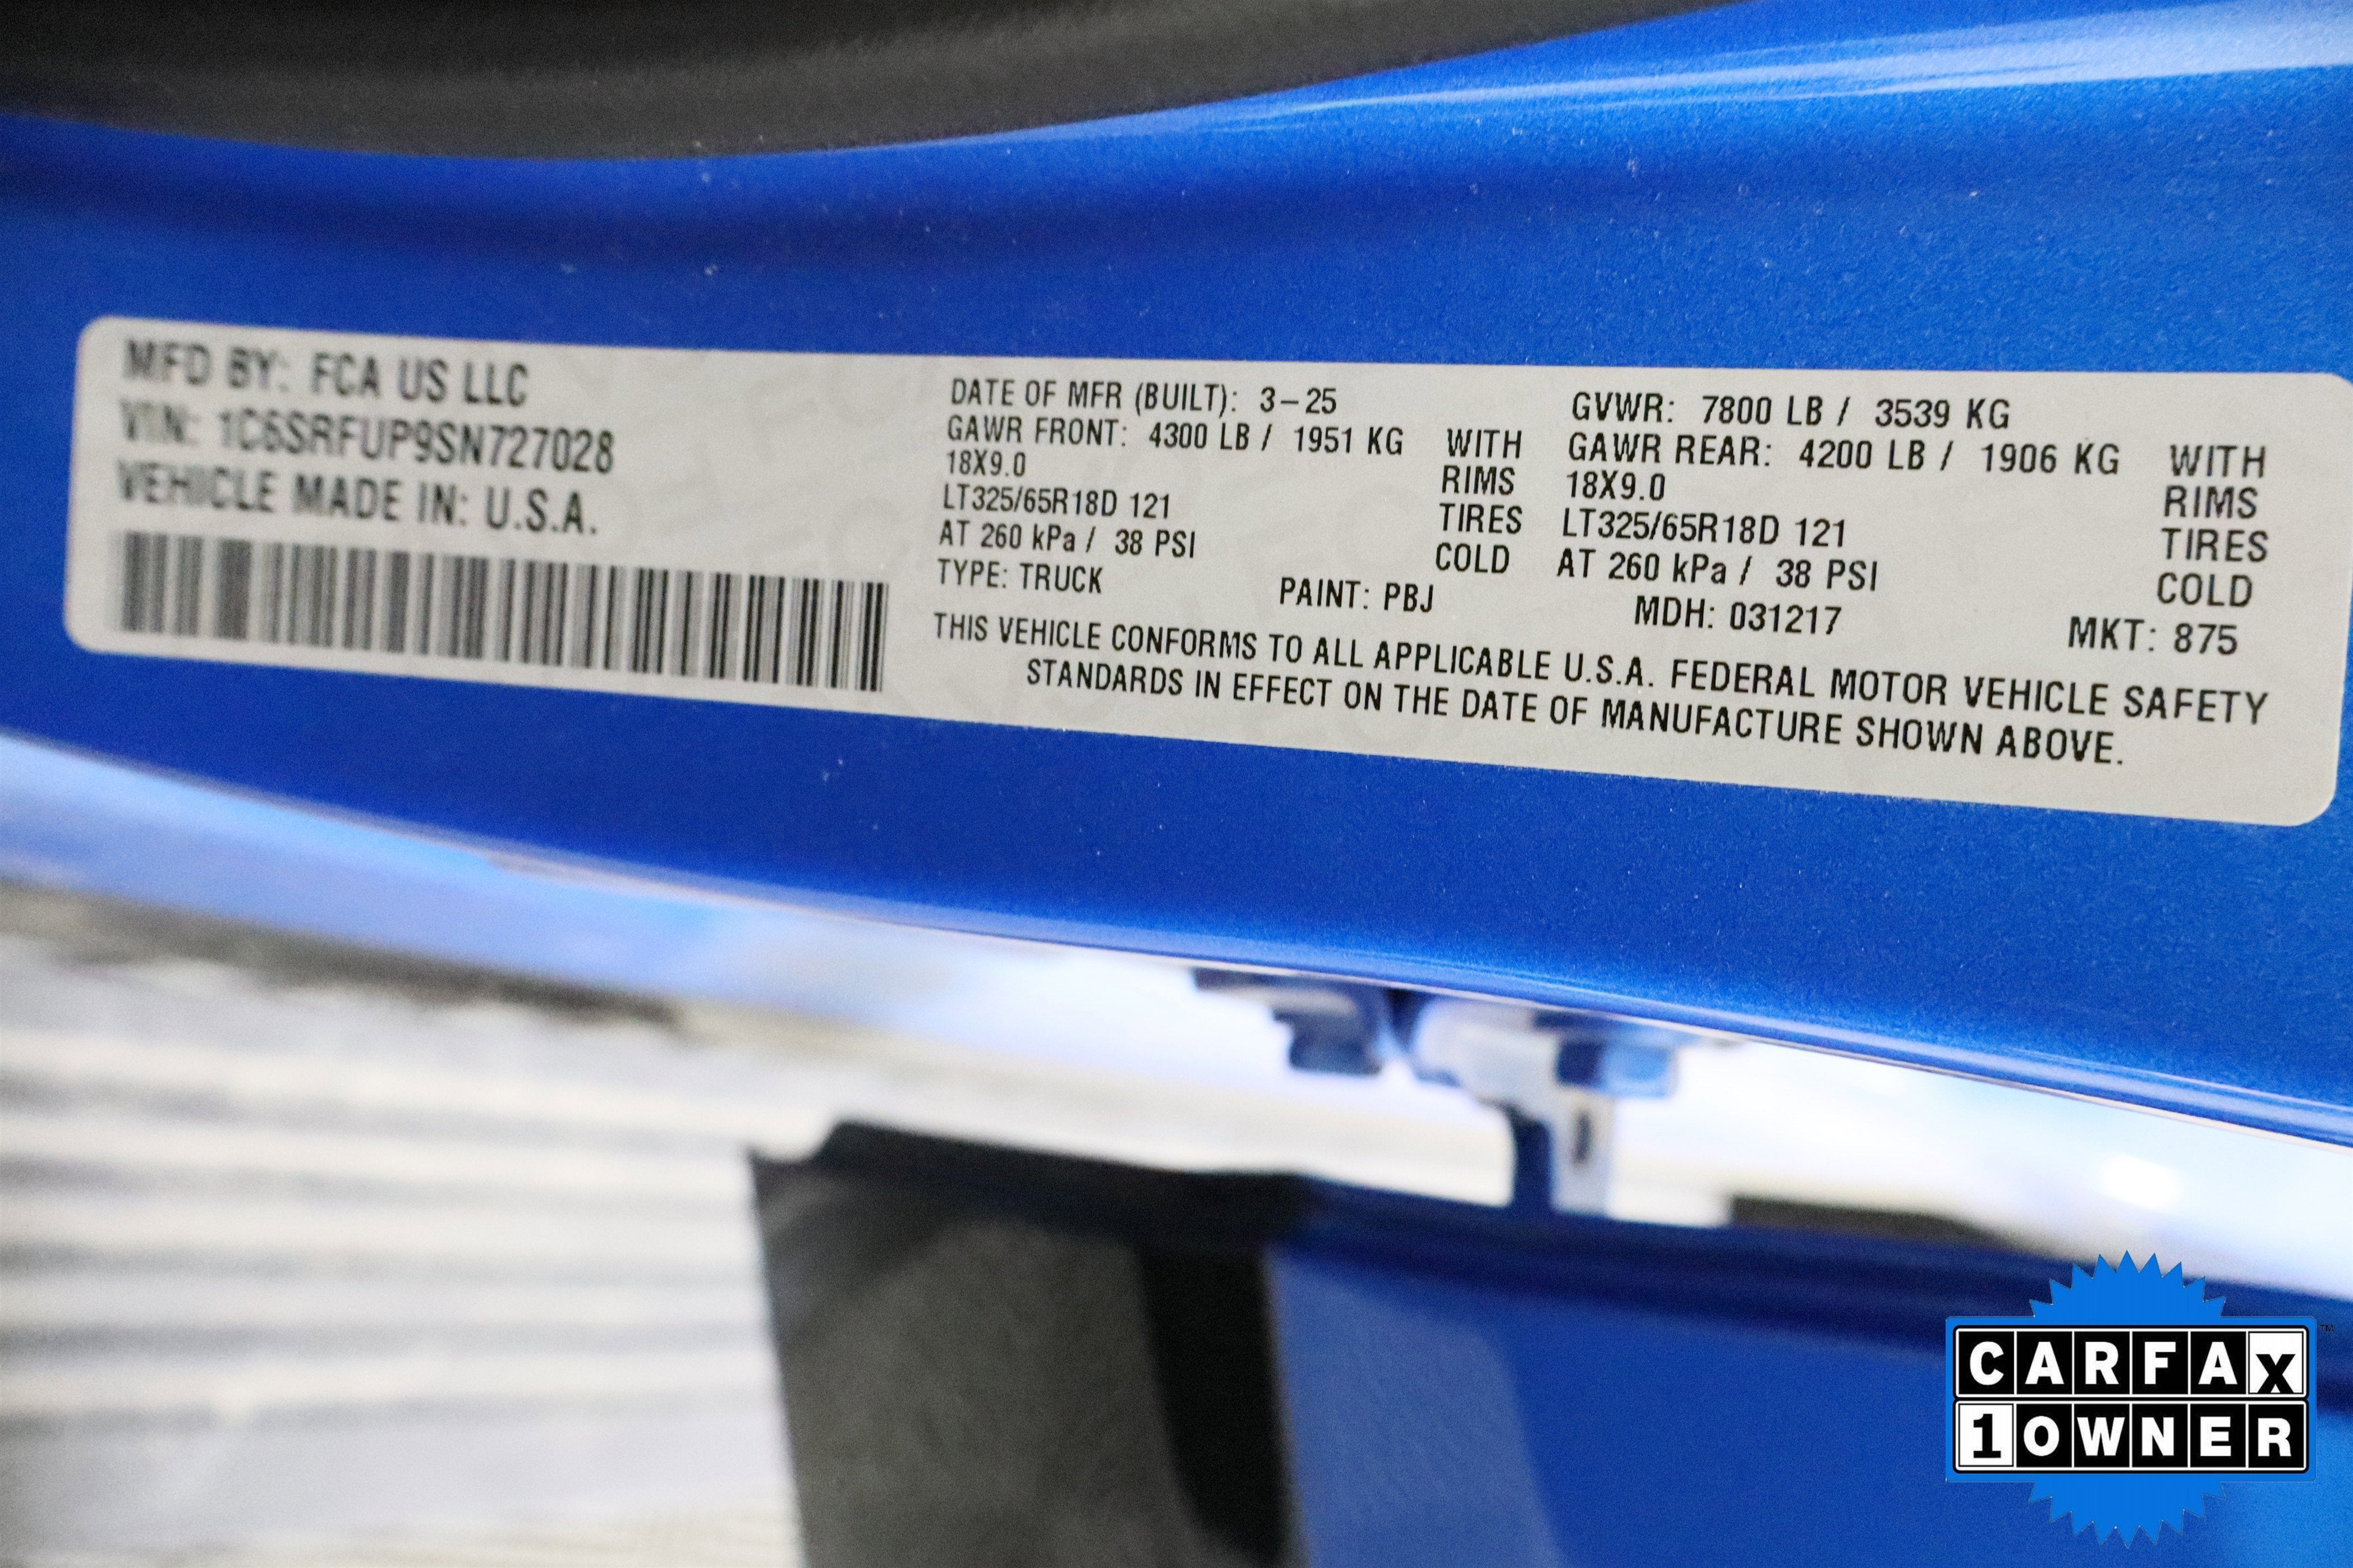 MFD BY: FCA US LLC
VIN: 1C6SRFUP9SN727028
VEHICLE MADE IN: U.S.A.
DATE OF MFR (BUILT): 3-25 GVWR: 7800 LB / 3539 KG
GAWR FRONT: 4300 LB / 1951 KG WITH GAWR REAR: 4200 LB / 1906 KG WITH
18X9.0 RIMS 18X9.0 RIMS
LT325/65R18D 121 TIRES LT325/65R18D 121 TIRES
AT 260 kPa / 38 PSI COLD AT 260 kPa / 38 PSI COLD
TYPE: TRUCK PAINT: PBJ MDH: 031217 MKT: 875
THIS VEHICLE CONFORMS TO ALL APPLICABLE U.S.A. FEDERAL MOTOR VEHICLE SAFETY
STANDARDS IN EFFECT ON THE DATE OF MANUFACTURE SHOWN ABOVE.
CARFAX™
1 OWNER